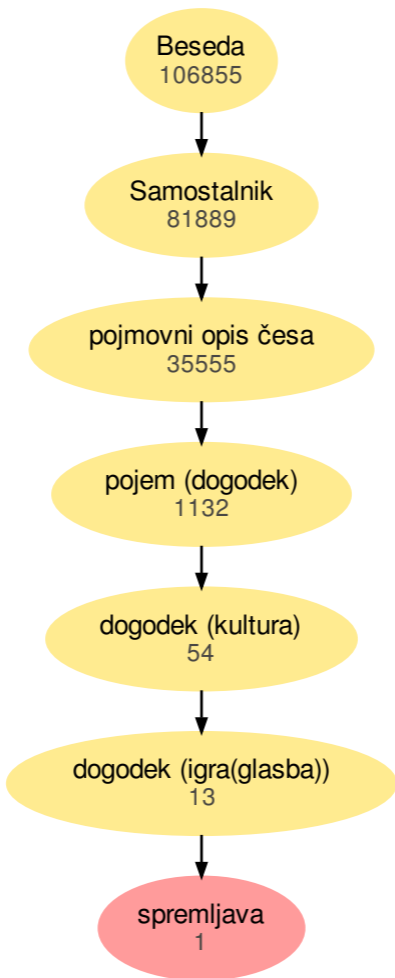 Beseda
106855
Samostalnik
81889
pojmovni opis česa
35555
pojem (dogodek)
1132
dogodek (kultura)
54
dogodek (igra(glasba))
13
spremljava
1